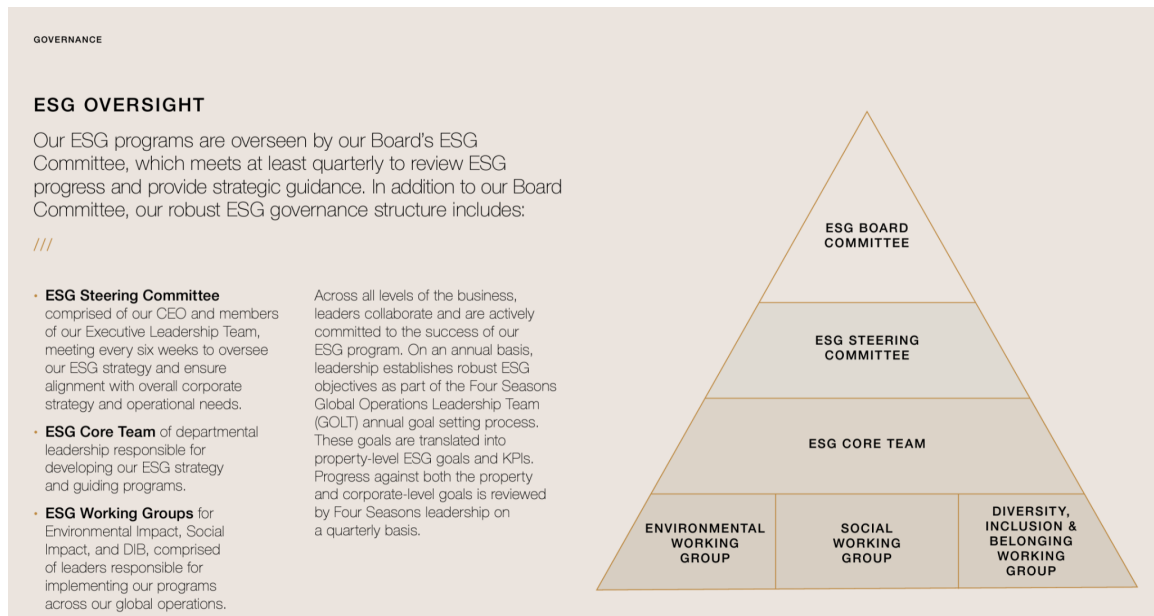 GOVERNANCE
ESG OVERSIGHT
Our ESG programs are overseen by our Board's ESG
Committee, which meets at least quarterly to review ESG
progress and provide strategic guidance. In addition to our Board
Committee, our robust ESG governance structure includes:
///
• ESG Steering Committee
comprised of our CEO and members
of our Executive Leadership Team,
meeting every six weeks to oversee
our ESG strategy and ensure
alignment with overall corporate
strategy and operational needs.
• ESG Core Team of departmental
leadership responsible for
developing our ESG strategy
and guiding programs.
• ESG Working Groups for
Environmental Impact, Social
Impact, and DIB, comprised
of leaders responsible for
implementing our programs
across our global operations.
Across all levels of the business,
leaders collaborate and are actively
committed to the success of our
ESG program. On an annual basis,
leadership establishes robust ESG
objectives as part of the Four Seasons
Global Operations Leadership Team
(GOLT) annual goal setting process.
These goals are translated into
property-level ESG goals and KPIs.
Progress against both the property
and corporate-level goals is reviewed
by Four Seasons leadership on
a quarterly basis.
ESG BOARD
COMMITTEE
ESG STEERING
COMMITTEE
ESG CORE TEAM
ENVIRONMENTAL
WORKING
GROUP
SOCIAL
WORKING
GROUP
DIVERSITY,
INCLUSION &
BELONGING
WORKING
GROUP